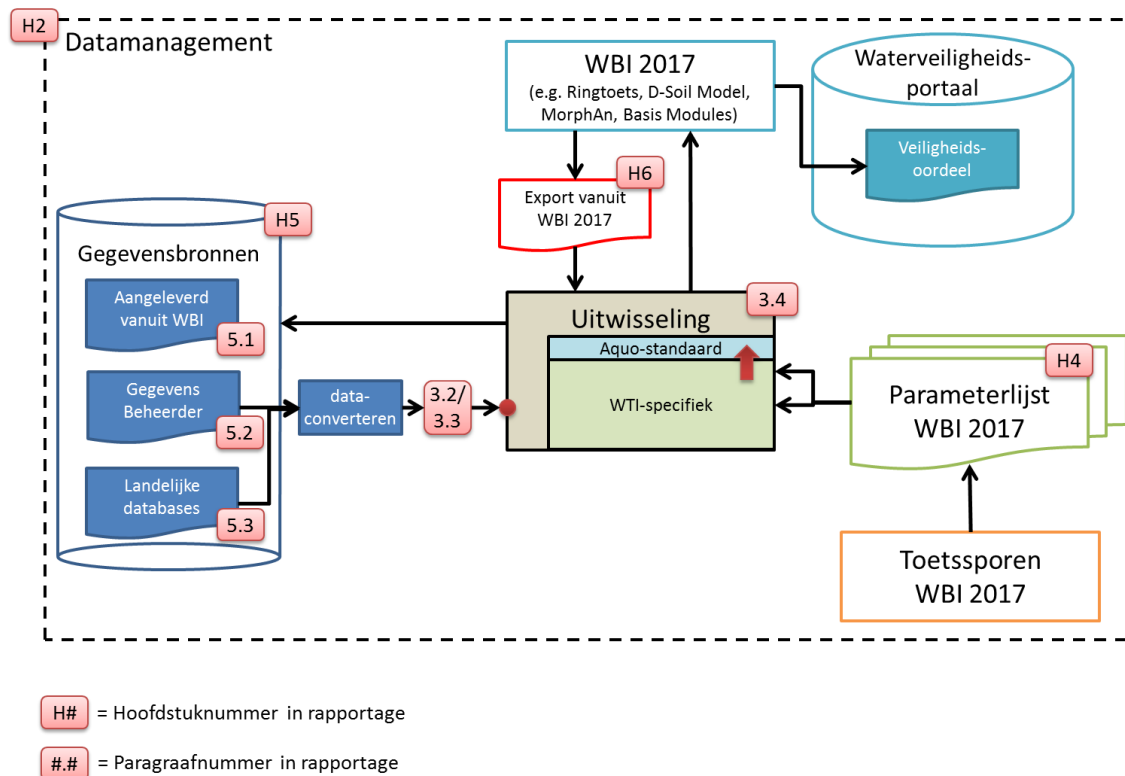 H2
Datamanagement
WBI 2017
(e.g. Ringtoets, D-Soil Model,
MorphAn, Basis Modules)
Waterveiligheids-
portaal
Veiligheids-
oordeel
H6
Export vanuit
WBI 2017
H5
Gegevensbronnen
Aangeleverd
vanuit WBI
5.1
Gegevens
Beheerder
5.2
Landelijke
databases
5.3
data-
converteren
3.2/
3.3
3.4
Uitwisseling
Aquo-standaard
WTI-specifiek
H4
Parameterlijst
WBI 2017
Toetssporen
WBI 2017
H#
= Hoofdstuknummer in rapportage
#.#
= Paragraafnummer in rapportage